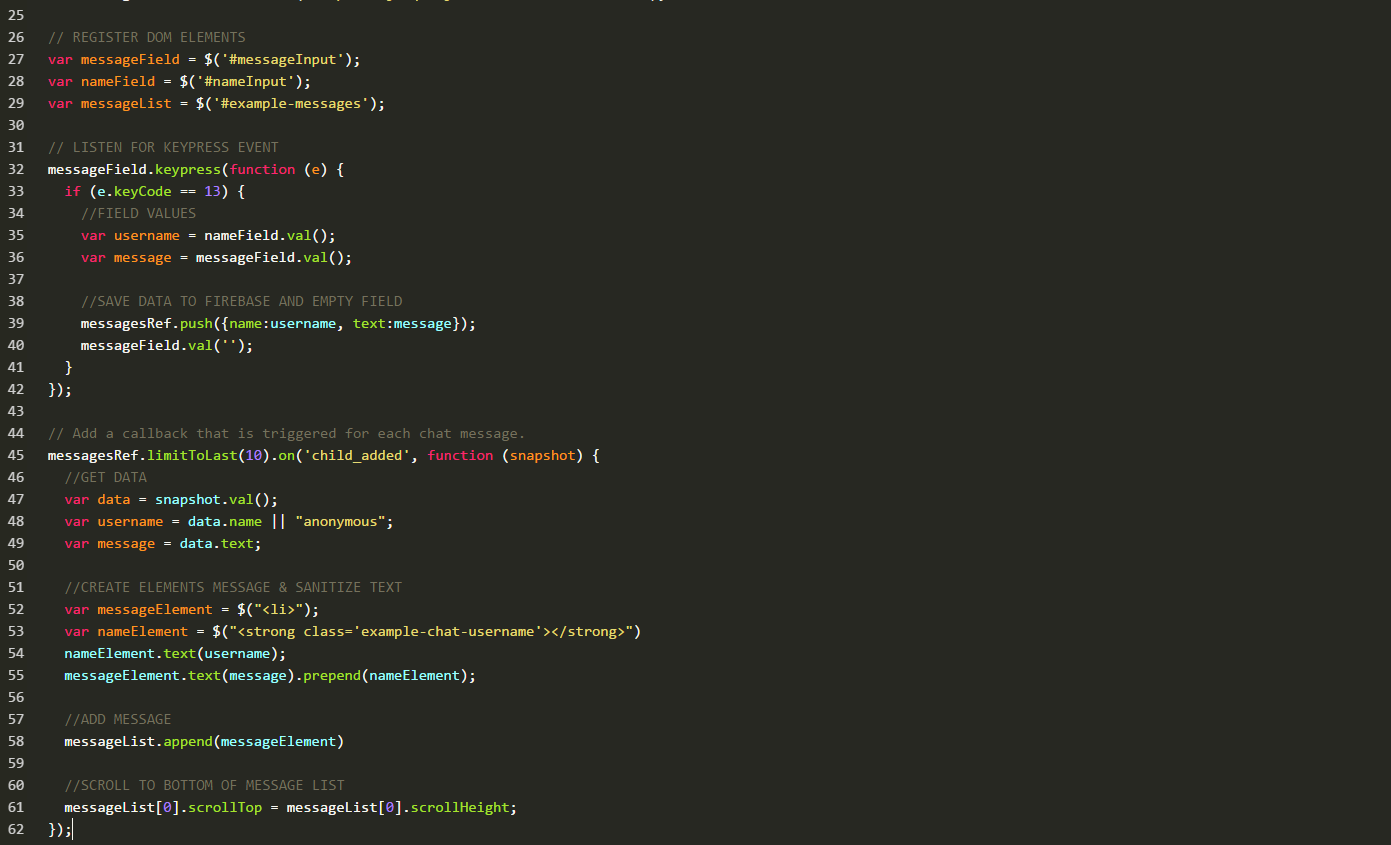 25
26 // REGISTER DOM ELEMENTS
27 var messageField = $('#messageInput');
28 var nameField = $('#nameInput');
29 var messageList = $('#example-messages');
30
31 // LISTEN FOR KEYPRESS EVENT
32 messageField.keypress(function (e) {
33   if (e.keyCode == 13) {
34     //FIELD VALUES
35     var username = nameField.val();
36     var message = messageField.val();
37
38     //SAVE DATA TO FIREBASE AND EMPTY FIELD
39     messagesRef.push({name:username, text:message});
40     messageField.val('');
41   }
42 });
43
44 // Add a callback that is triggered for each chat message.
45 messagesRef.limitToLast(10).on('child_added', function (snapshot) {
46   //GET DATA
47   var data = snapshot.val();
48   var username = data.name || "anonymous";
49   var message = data.text;
50
51   //CREATE ELEMENTS MESSAGE & SANITIZE TEXT
52   var messageElement = $("<li>");
53   var nameElement = $("<strong class='example-chat-username'></strong>")
54   nameElement.text(username);
55   messageElement.text(message).prepend(nameElement);
56
57   //ADD MESSAGE
58   messageList.append(messageElement)
59
60   //SCROLL TO BOTTOM OF MESSAGE LIST
61   messageList[0].scrollTop = messageList[0].scrollHeight;
62 });